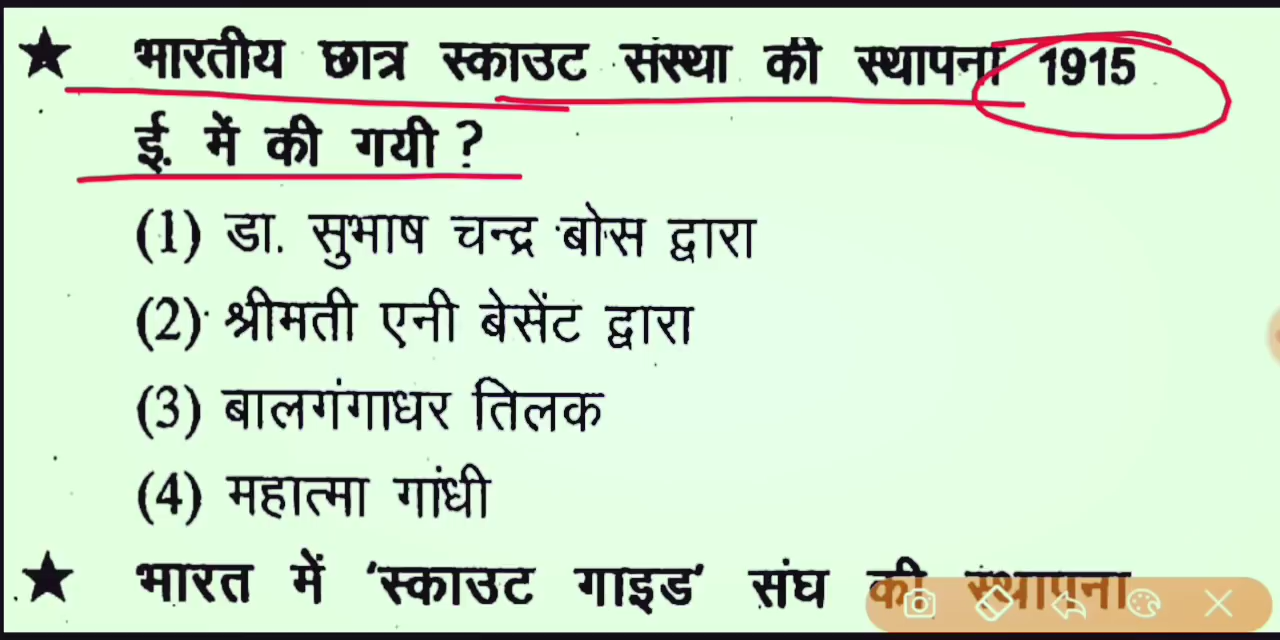 ★ भारतीय छात्र स्काउट संस्था की स्थापना 1915
ई. में की गयी ?
(1) डा. सुभाष चन्द्र बोस द्वारा
(2) श्रीमती एनी बेसेंट द्वारा
(3) बालगंगाधर तिलक
(4) महात्मा गांधी
★ भारत में ‘स्काउट गाइड’ संघ की स्थापना